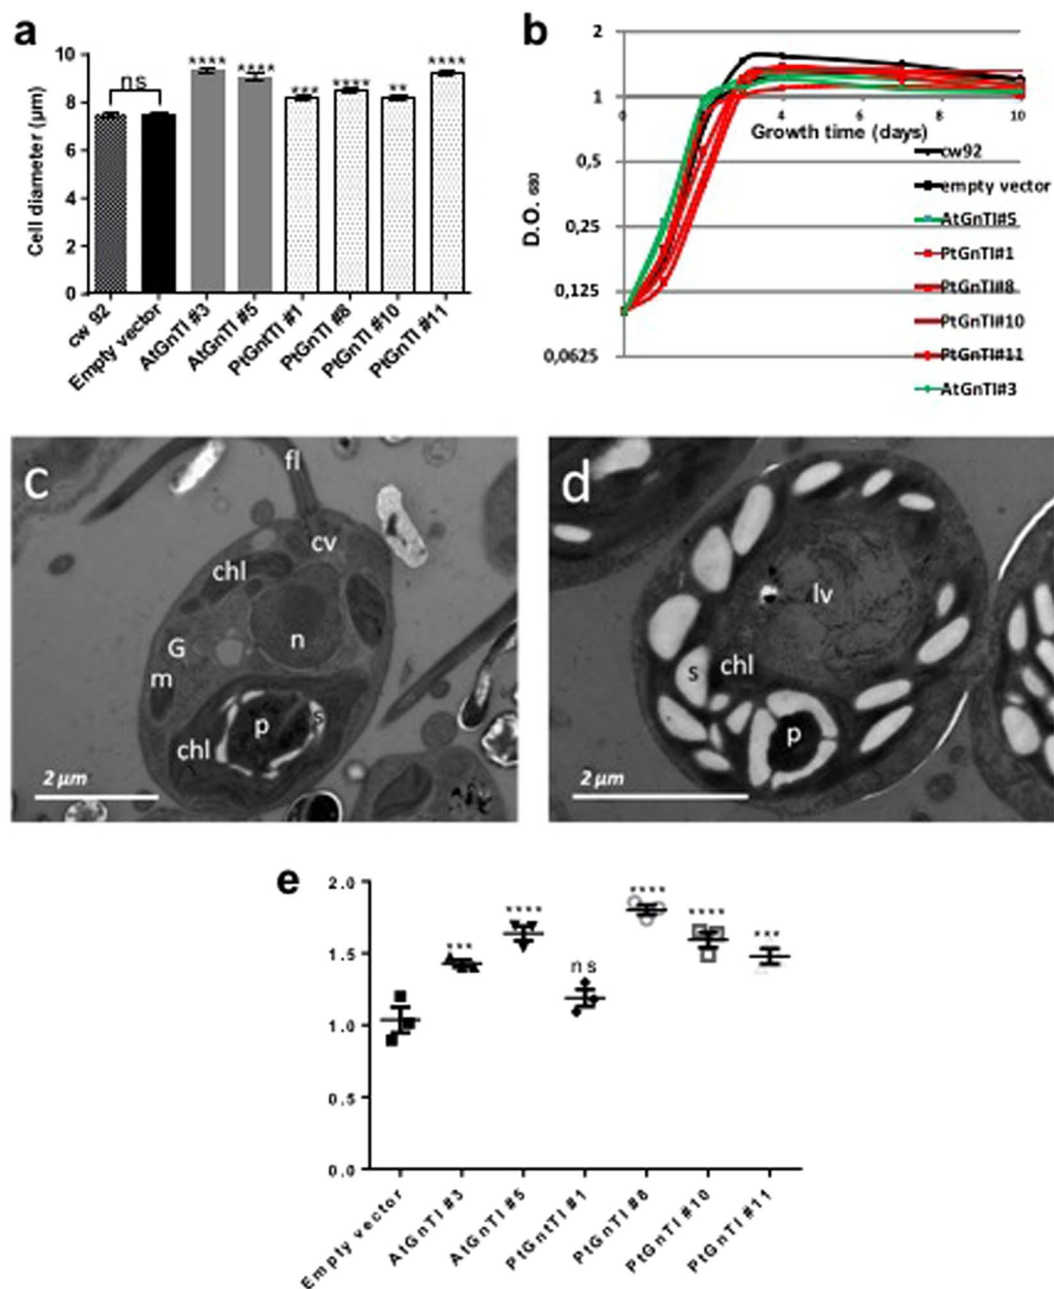 a
Cell diameter (µm)
10
8
6
4
2
0
ns
****
****
***
****
**
****
cw 92
Empty vector
AtGnTI #3
AtGnTI #5
PtGntTI #1
PtGnTI #8
PtGnTI #10
PtGnTI #11
b
D.O. 680
2
1
0,5
0,25
0,125
0,0625
0
4
6
8
10
Growth time (days)
cw92
empty vector
AtGnTI#5
PtGnTI#1
PtGnTI#8
PtGnTI#10
PtGnTI#11
AtGnTI#3
c
fl
cv
chl
n
G
m
p
s
chl
2 µm
d
lv
s
chl
p
2 µm
e
2.0
1.5
1.0
0.5
0.0
***
****
ns
****
****
***
Empty vector
AtGnTI #3
AtGnTI #5
PtGntTI #1
PtGnTI #8
PtGnTI #10
PtGnTI #11